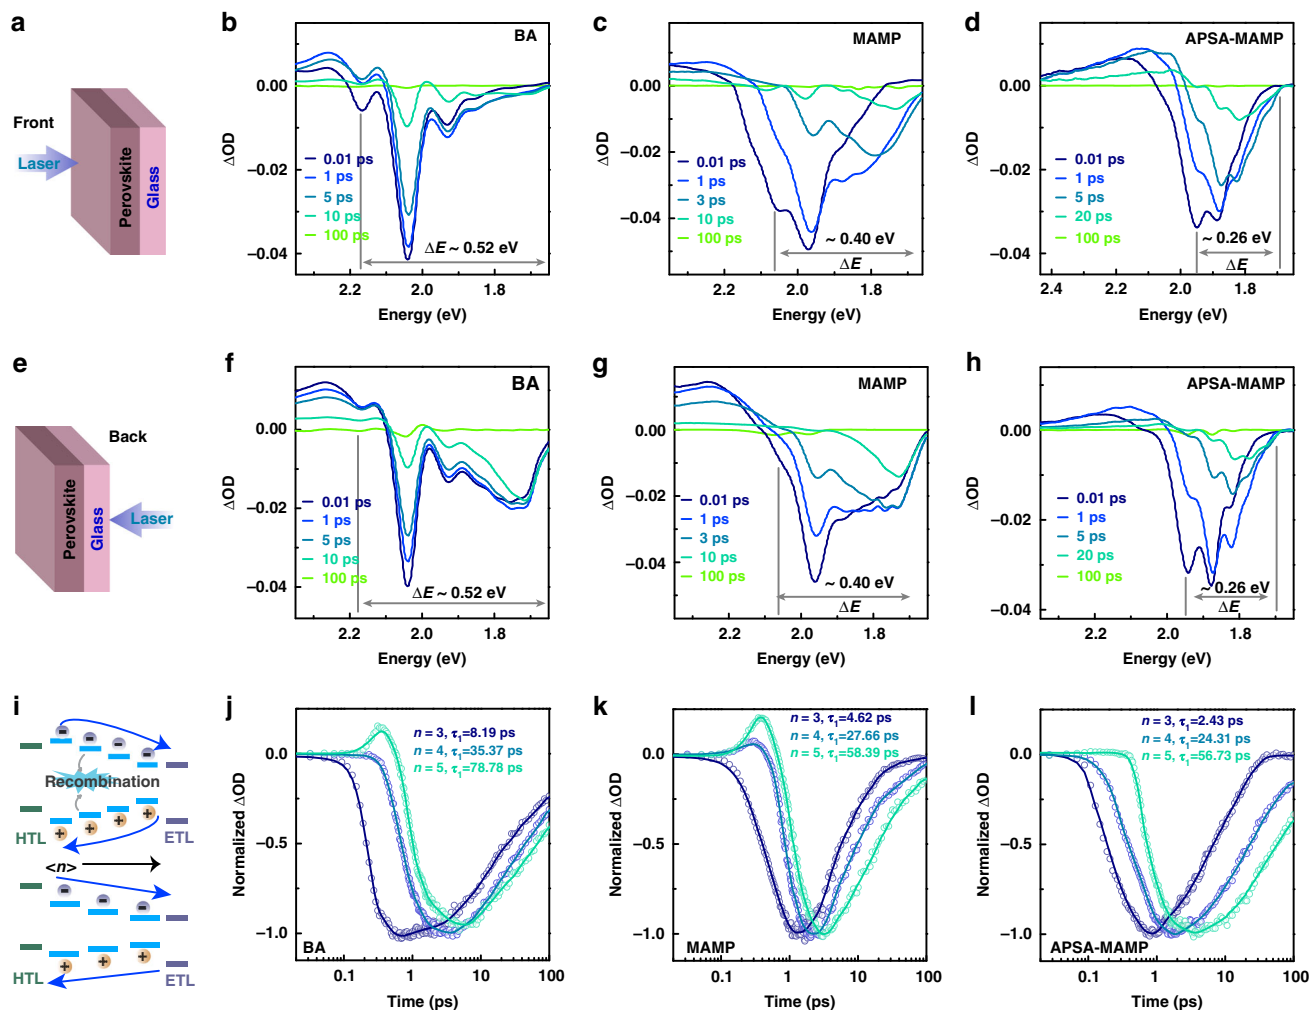 a
Front
Laser
Perovskite
Glass
b
BA
ΔOD
0.00
−0.02
−0.04
0.01 ps
1 ps
5 ps
10 ps
100 ps
ΔE ~ 0.52 eV
2.2
2.0
1.8
Energy (eV)
c
MAMP
ΔOD
0.00
−0.02
−0.04
0.01 ps
1 ps
3 ps
10 ps
100 ps
~ 0.40 eV
ΔE
2.2
2.0
1.8
Energy (eV)
d
APSA-MAMP
ΔOD
0.00
−0.02
−0.04
0.01 ps
1 ps
5 ps
20 ps
100 ps
~ 0.26 eV
ΔE
2.4
2.2
2.0
1.8
Energy (eV)
e
Back
Perovskite
Glass
Laser
f
BA
ΔOD
0.00
−0.02
−0.04
0.01 ps
1 ps
5 ps
10 ps
100 ps
ΔE ~ 0.52 eV
2.2
2.0
1.8
Energy (eV)
g
MAMP
ΔOD
0.00
−0.02
−0.04
0.01 ps
1 ps
3 ps
10 ps
100 ps
~ 0.40 eV
ΔE
2.2
2.0
1.8
Energy (eV)
h
APSA-MAMP
ΔOD
0.00
−0.02
−0.04
0.01 ps
1 ps
5 ps
20 ps
100 ps
~ 0.26 eV
ΔE
2.2
2.0
1.8
Energy (eV)
i
Recombination
HTL
ETL
<n>
HTL
ETL
j
n = 3, τ1=8.19 ps
n = 4, τ1=35.37 ps
n = 5, τ1=78.78 ps
Normalized ΔOD
0.0
−0.5
−1.0
BA
0.1
1
10
100
Time (ps)
k
n = 3, τ1=4.62 ps
n = 4, τ1=27.66 ps
n = 5, τ1=58.39 ps
Normalized ΔOD
0.0
−0.5
−1.0
MAMP
0.1
1
10
100
Time (ps)
l
n = 3, τ1=2.43 ps
n = 4, τ1=24.31 ps
n = 5, τ1=56.73 ps
Normalized ΔOD
0.0
−0.5
−1.0
APSA-MAMP
0.1
1
10
100
Time (ps)